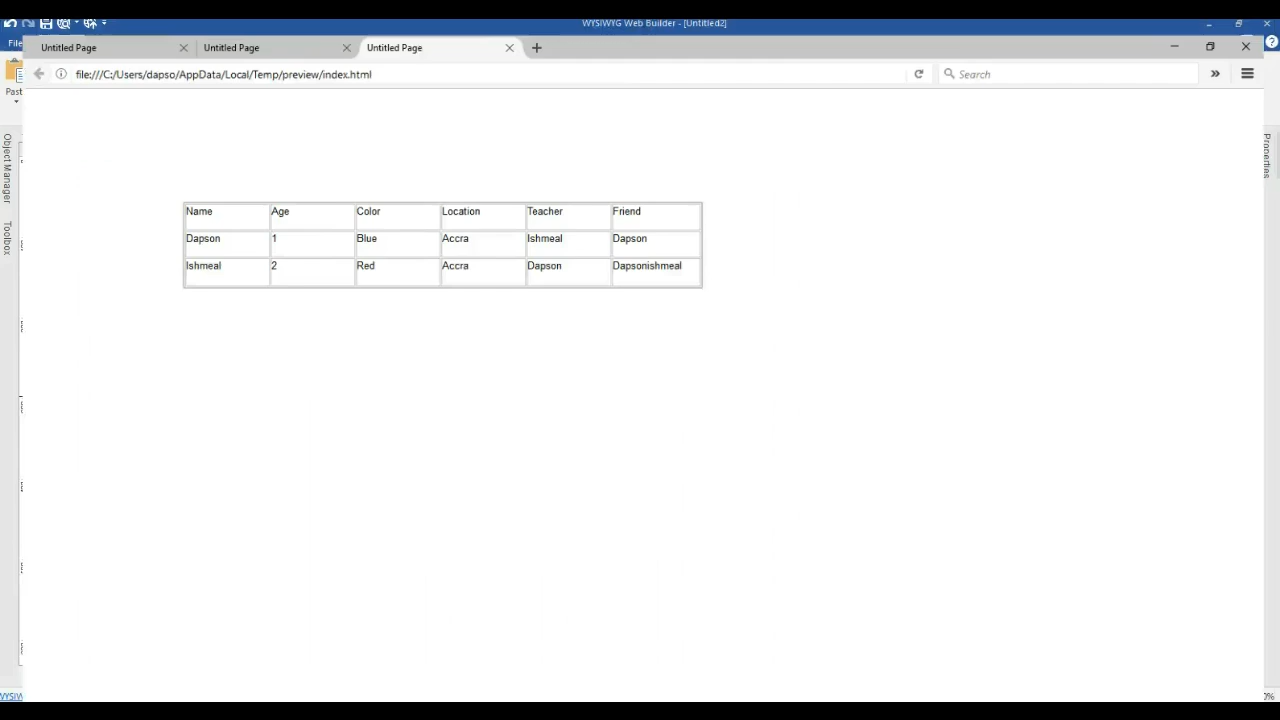 WYSIWYG Web Builder - [Untitled2]
File
Untitled Page
Untitled Page
Untitled Page
file:///C:/Users/dapso/AppData/Local/Temp/preview/index.html
Search
Past
Object Manager
Toolbox
Properties
Name Age Color Location Teacher Friend
Dapson 1 Blue Accra Ishmeal Dapson
Ishmeal 2 Red Accra Dapson Dapsonishmeal
WYSIW
0%